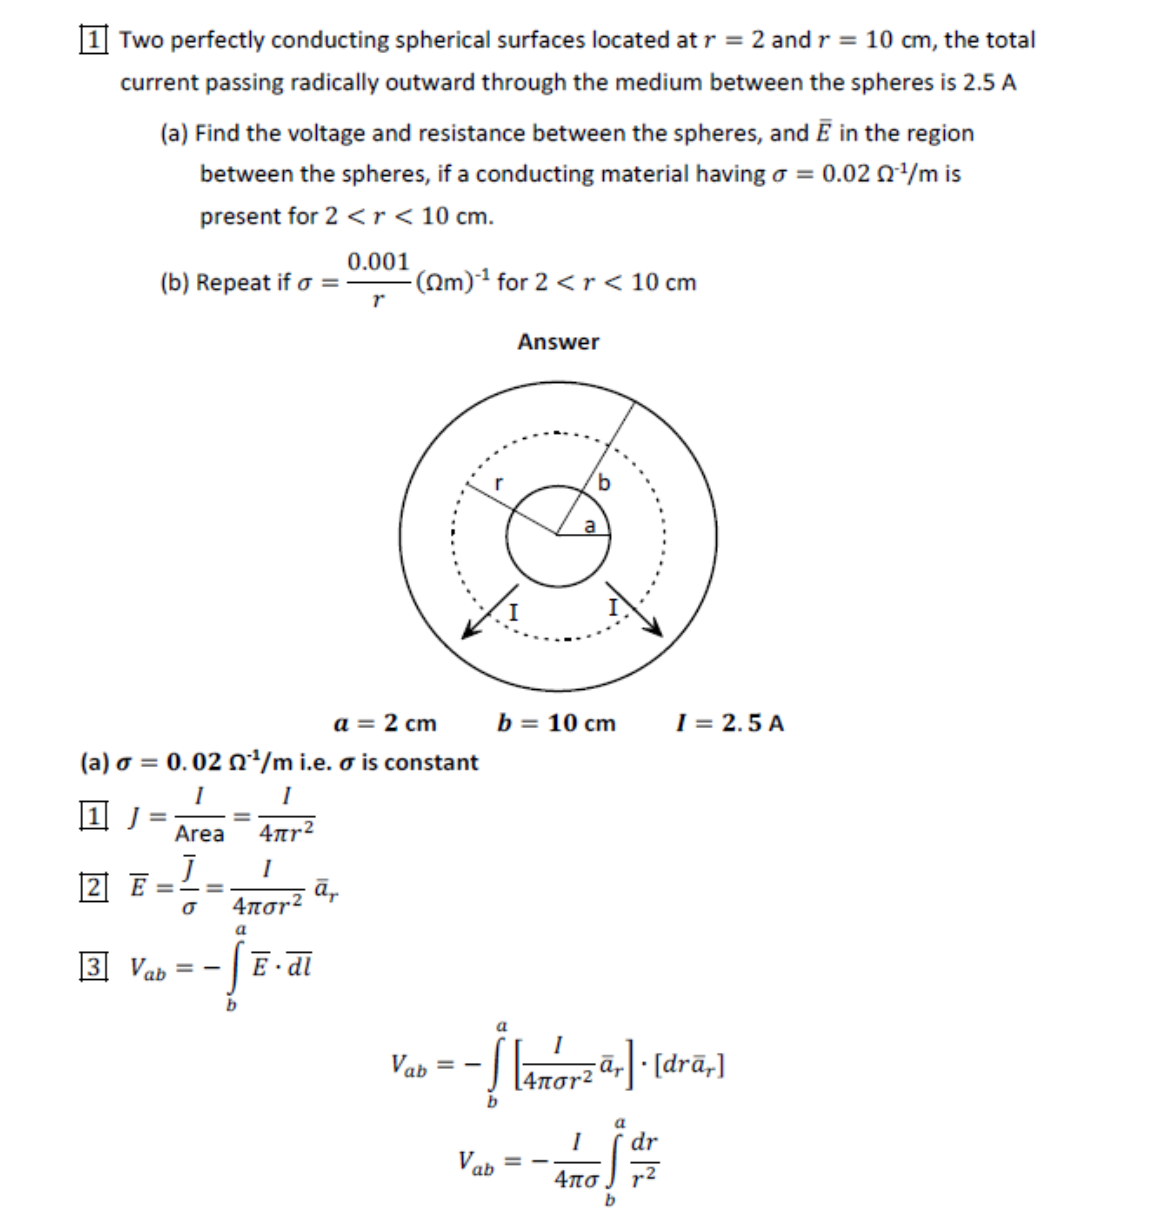 1 Two perfectly conducting spherical surfaces located at r = 2 and r = 10 cm, the total
current passing radically outward through the medium between the spheres is 2.5 A
(a) Find the voltage and resistance between the spheres, and E̅ in the region
between the spheres, if a conducting material having σ = 0.02 Ω⁻¹/m is
present for 2 < r < 10 cm.
(b) Repeat if σ = 0.001/r (Ωm)⁻¹ for 2 < r < 10 cm
Answer
r
b
a
I I
a = 2 cm b = 10 cm I = 2.5 A
(a) σ = 0.02 Ω⁻¹/m i.e. σ is constant
1 J = I/Area = I/4πr²
2 E̅ = J̅/σ = I/4πσr² a̅ᵣ
3 V_ab = − ∫_b^a E̅ · d̅l̅
V_ab = − ∫_b^a [I/4πσr² a̅ᵣ] · [dra̅ᵣ]
V_ab = − I/4πσ ∫_b^a dr/r²